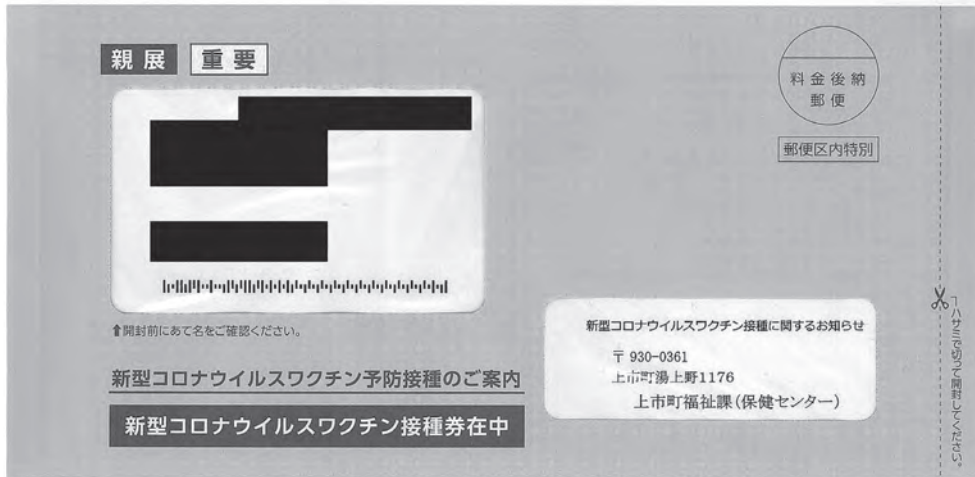 親展 重要
料金後納
郵便
郵便区内特別
⬆開封前にあて名をご確認ください。
新型コロナウイルスワクチン予防接種のご案内
新型コロナウイルスワクチン接種券在中
新型コロナウイルスワクチン接種に関するお知らせ
〒 930-0361
上市町湯上野1176
上市町福祉課(保健センター)
ハサミで切って開封してください。